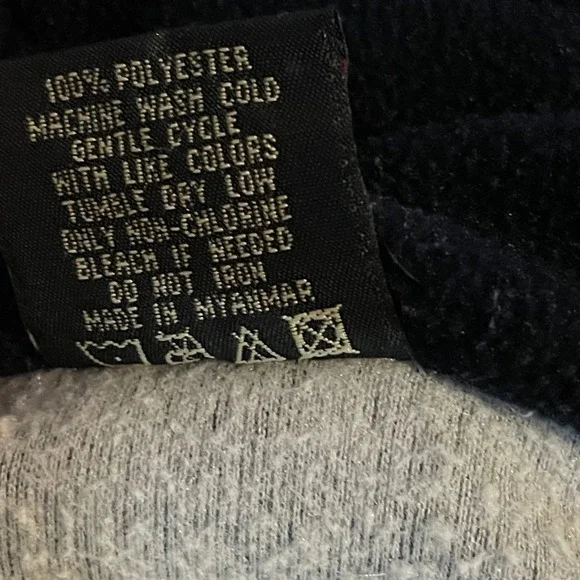 100% POLYESTER
MACHINE WASH COLD
GENTLE CYCLE
WITH LIKE COLORS
TUMBLE DRY LOW
ONLY NON-CHLORINE
BLEACH IF NEEDED
DO NOT IRON
MADE IN MYANMAR